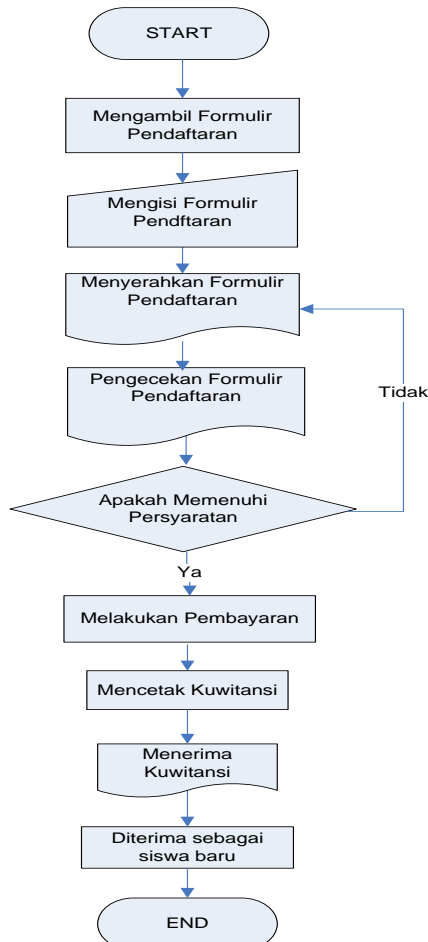 START
Mengambil Formulir
Pendaftaran
Mengisi Formulir
Pendftaran
Menyerahkan Formulir
Pendaftaran
Pengecekan Formulir
Pendaftaran
Tidak
Apakah Memenuhi
Persyaratan
Ya
Melakukan Pembayaran
Mencetak Kuwitansi
Menerima
Kuwitansi
Diterima sebagai
siswa baru
END